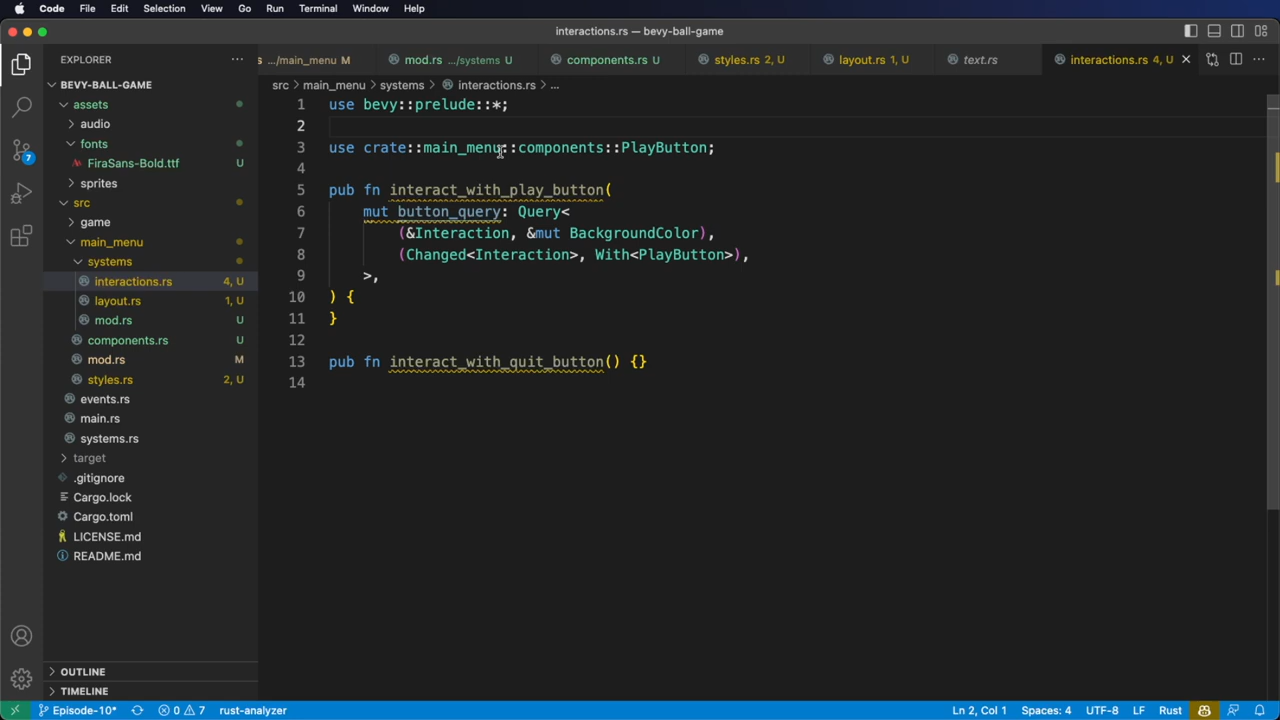 Code File Edit Selection View Go Run Terminal Window Help
interactions.rs — bevy-ball-game
EXPLORER
BEVY-BALL-GAME
assets
audio
fonts
FiraSans-Bold.ttf U
sprites
src
game
main_menu
systems
interactions.rs 4, U
layout.rs 1, U
mod.rs U
components.rs U
mod.rs M
styles.rs 2, U
events.rs
main.rs
systems.rs
target
.gitignore
Cargo.lock
Cargo.toml
LICENSE.md
README.md
OUTLINE
TIMELINE
7
s .../main_menu M
mod.rs .../systems U
components.rs U
styles.rs 2, U
layout.rs 1, U
text.rs
interactions.rs 4, U
src > main_menu > systems > interactions.rs > ...
1 use bevy::prelude::*;
2
3 use crate::main_menu::components::PlayButton;
4
5 pub fn interact_with_play_button(
6 mut button_query: Query<
7 (&Interaction, &mut BackgroundColor),
8 (Changed<Interaction>, With<PlayButton>),
9 >,
10 ) {
11 }
12
13 pub fn interact_with_quit_button() {}
14
Episode-10* 0 7 rust-analyzer Ln 2, Col 1 Spaces: 4 UTF-8 LF Rust